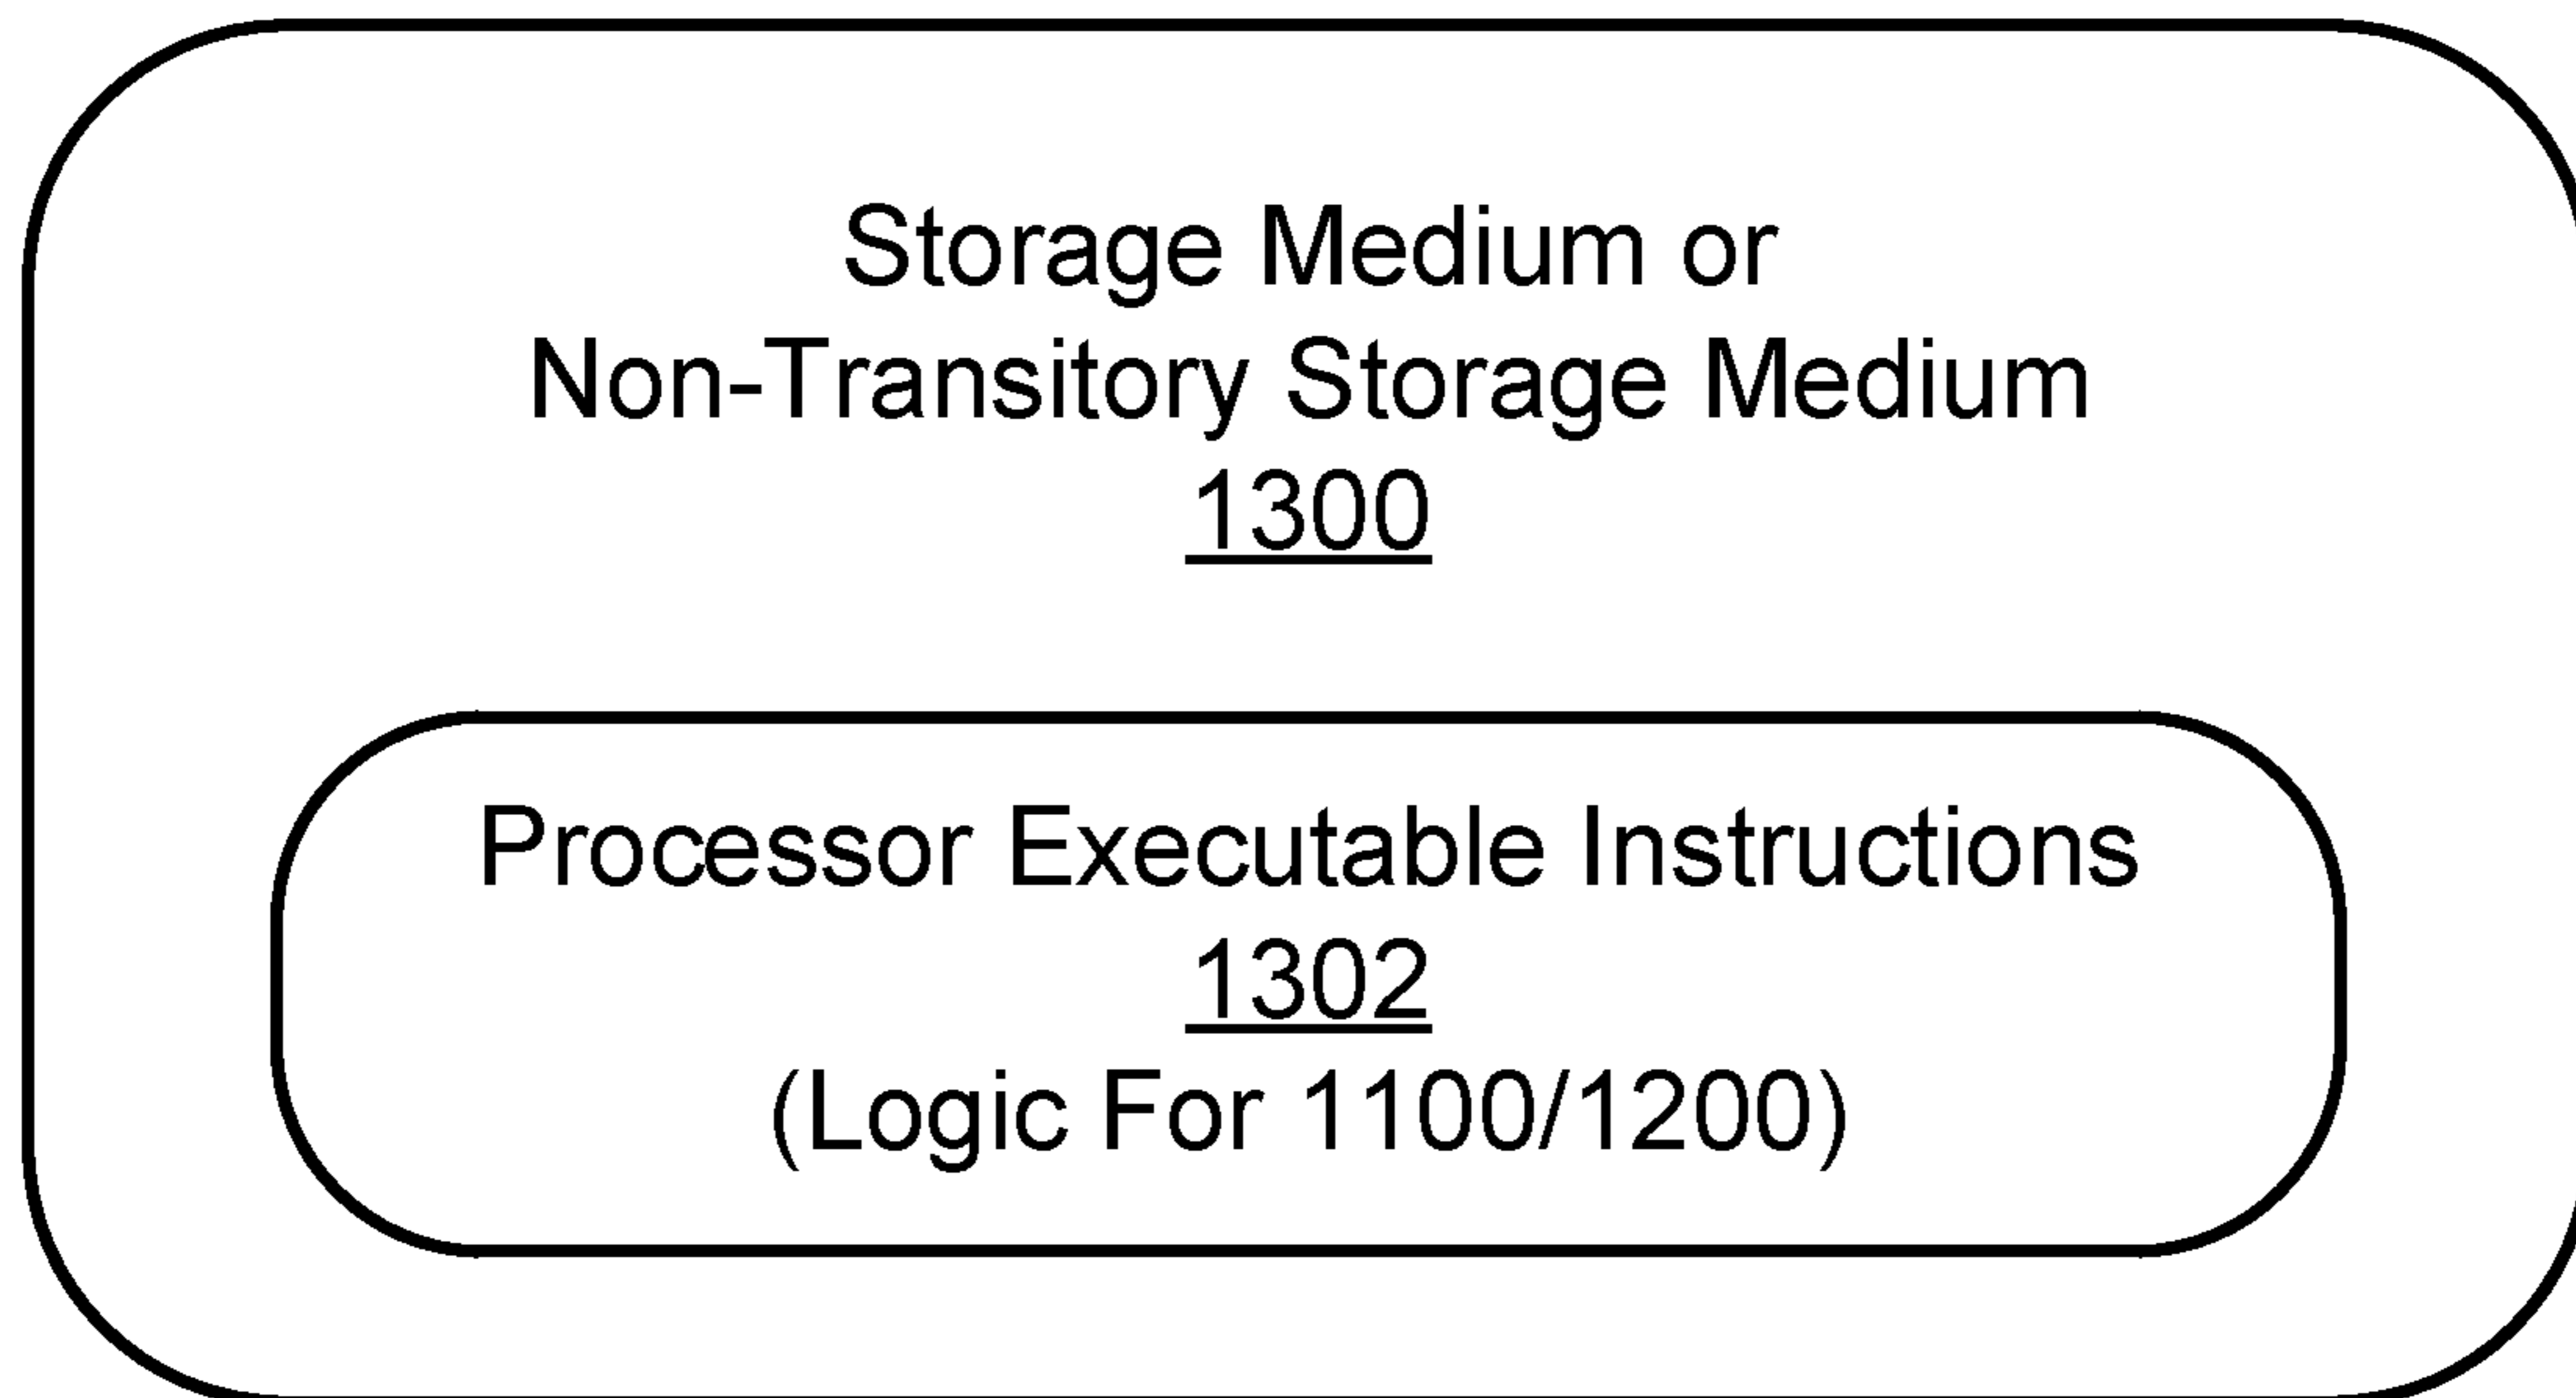 Storage Medium or
Non-Transitory Storage Medium
1300
Processor Executable Instructions
1302
(Logic For 1100/1200)